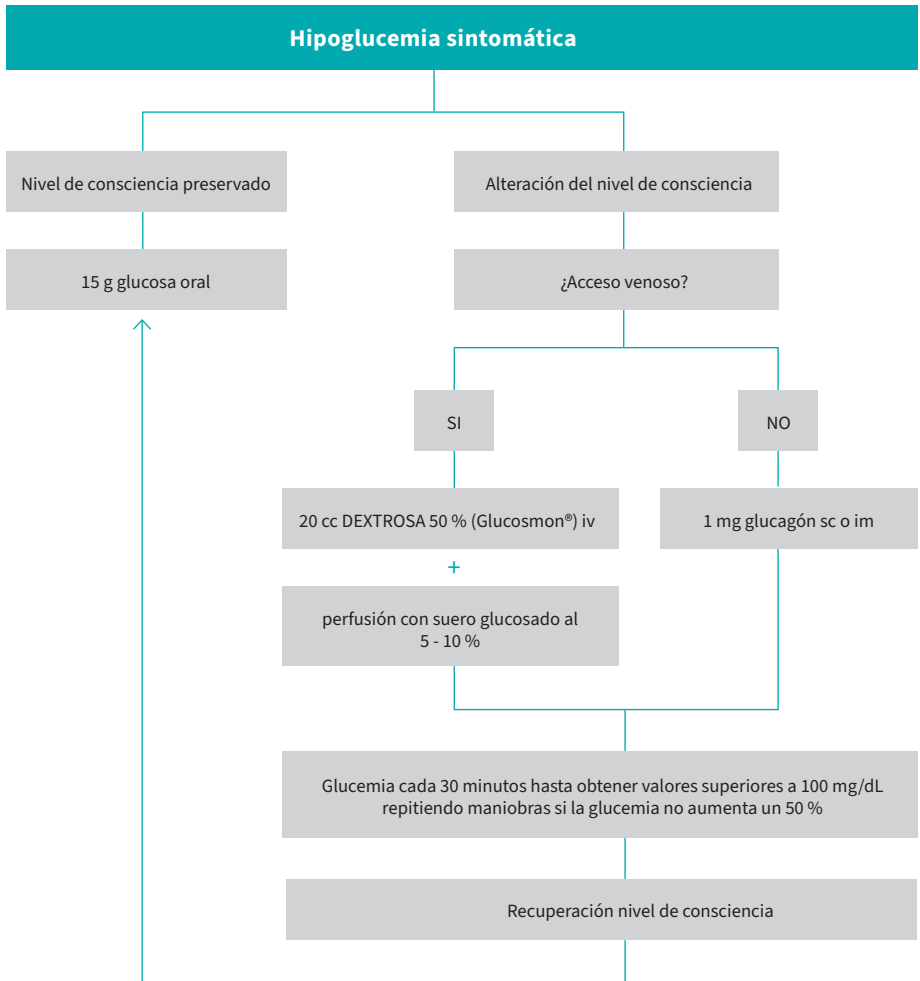 Hipoglucemia sintomática
Nivel de consciencia preservado
Alteración del nivel de consciencia
15 g glucosa oral
¿Acceso venoso?
SI
NO
20 cc DEXTROSA 50 % (Glucosmon®) iv
1 mg glucagón sc o im
+
perfusión con suero glucosado al
5 - 10 %
Glucemia cada 30 minutos hasta obtener valores superiores a 100 mg/dL
repitiendo maniobras si la glucemia no aumenta un 50 %
Recuperación nivel de consciencia